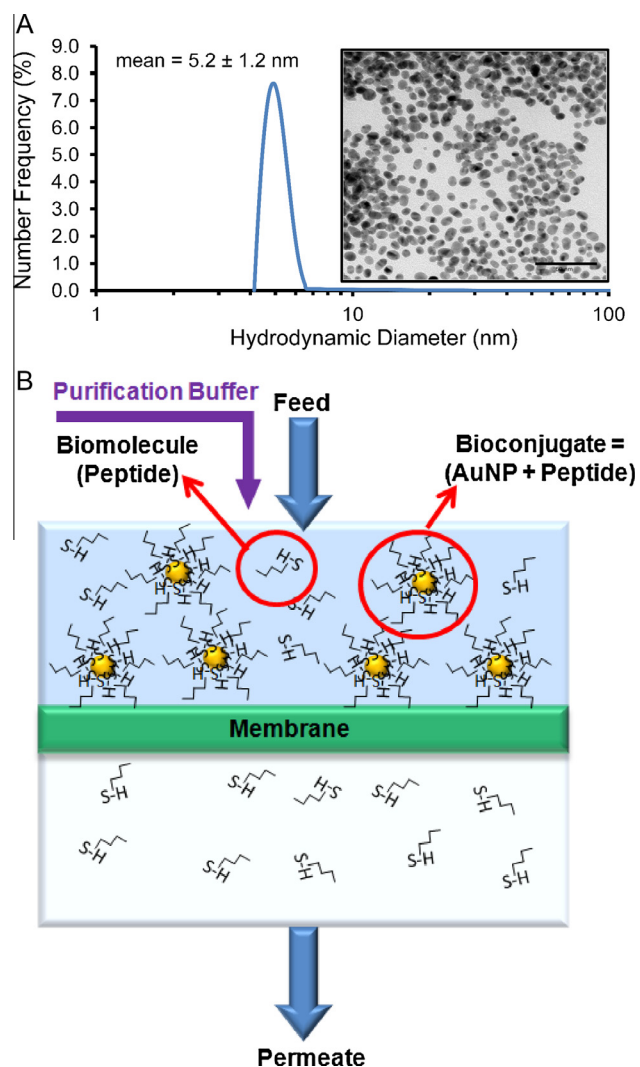 A
9.0
8.0
7.0
6.0
5.0
4.0
3.0
2.0
1.0
0.0
Number Frequency (%)
mean = 5.2 ± 1.2 nm
1
10
100
Hydrodynamic Diameter (nm)
B
Purification Buffer
Feed
Biomolecule
(Peptide)
Bioconjugate =
(AuNP + Peptide)
S-H
S-H
S-H
S-H
S-H
S-H
Membrane
S-H
S-H
S-H
S-H
S-H
S-H
S-H
S-H
S-H
S-H
Permeate